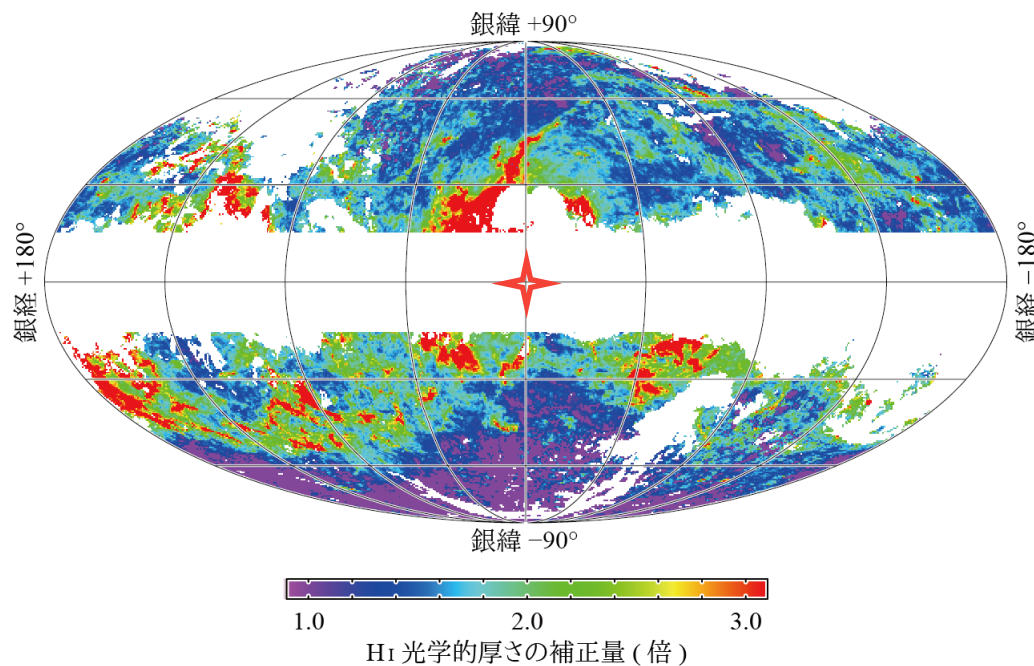 銀緯 +90°
銀経 +180°
銀経 −180°
銀緯 −90°
1.0 2.0 3.0
HI 光学的厚さの補正量 ( 倍 )